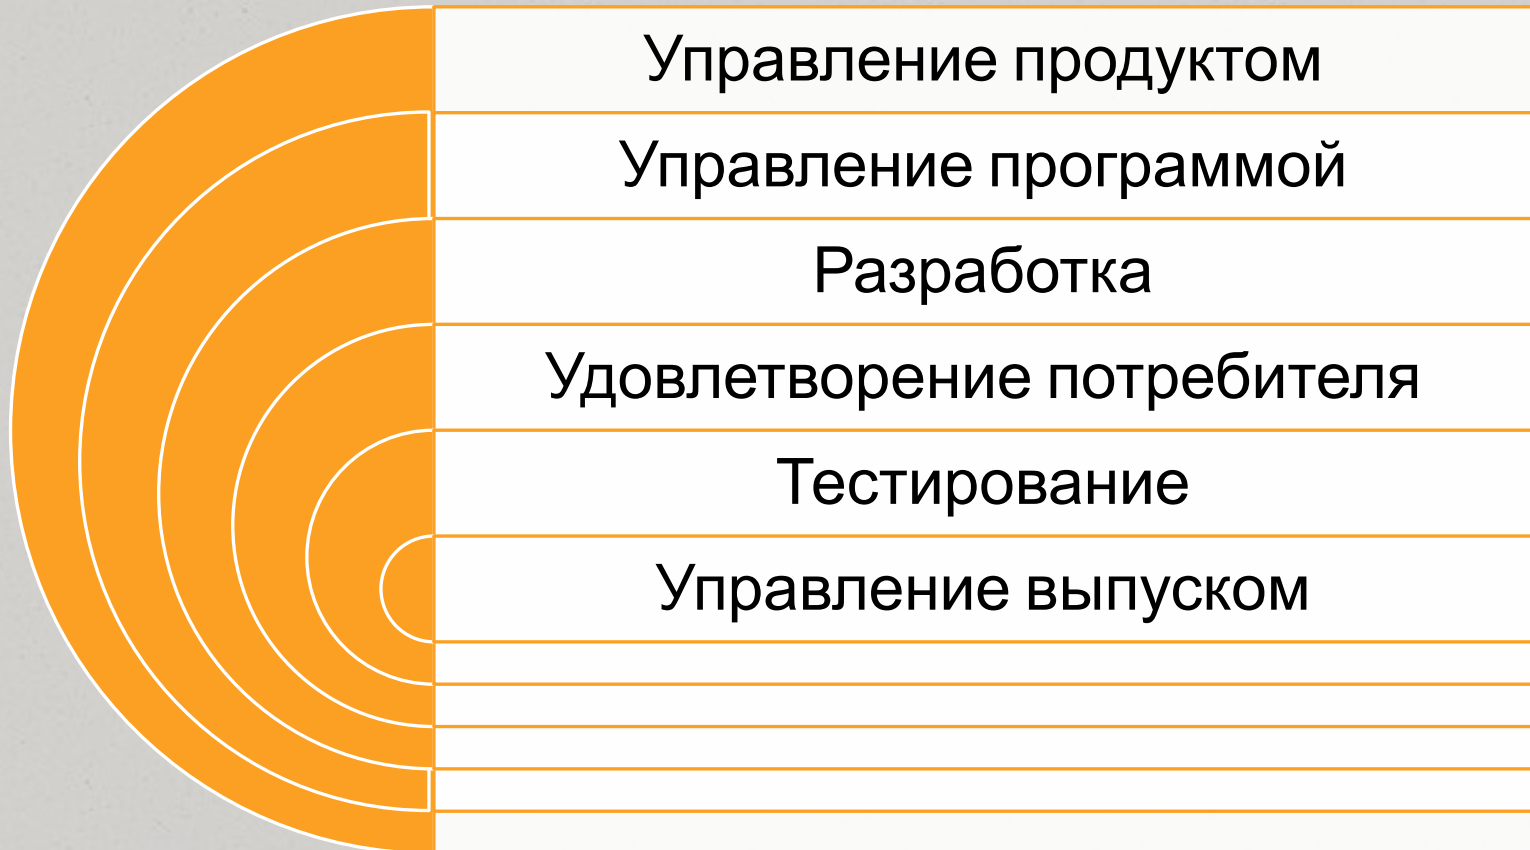 Управление продуктом
Управление программой
Разработка
Удовлетворение потребителя
Тестирование
Управление выпуском